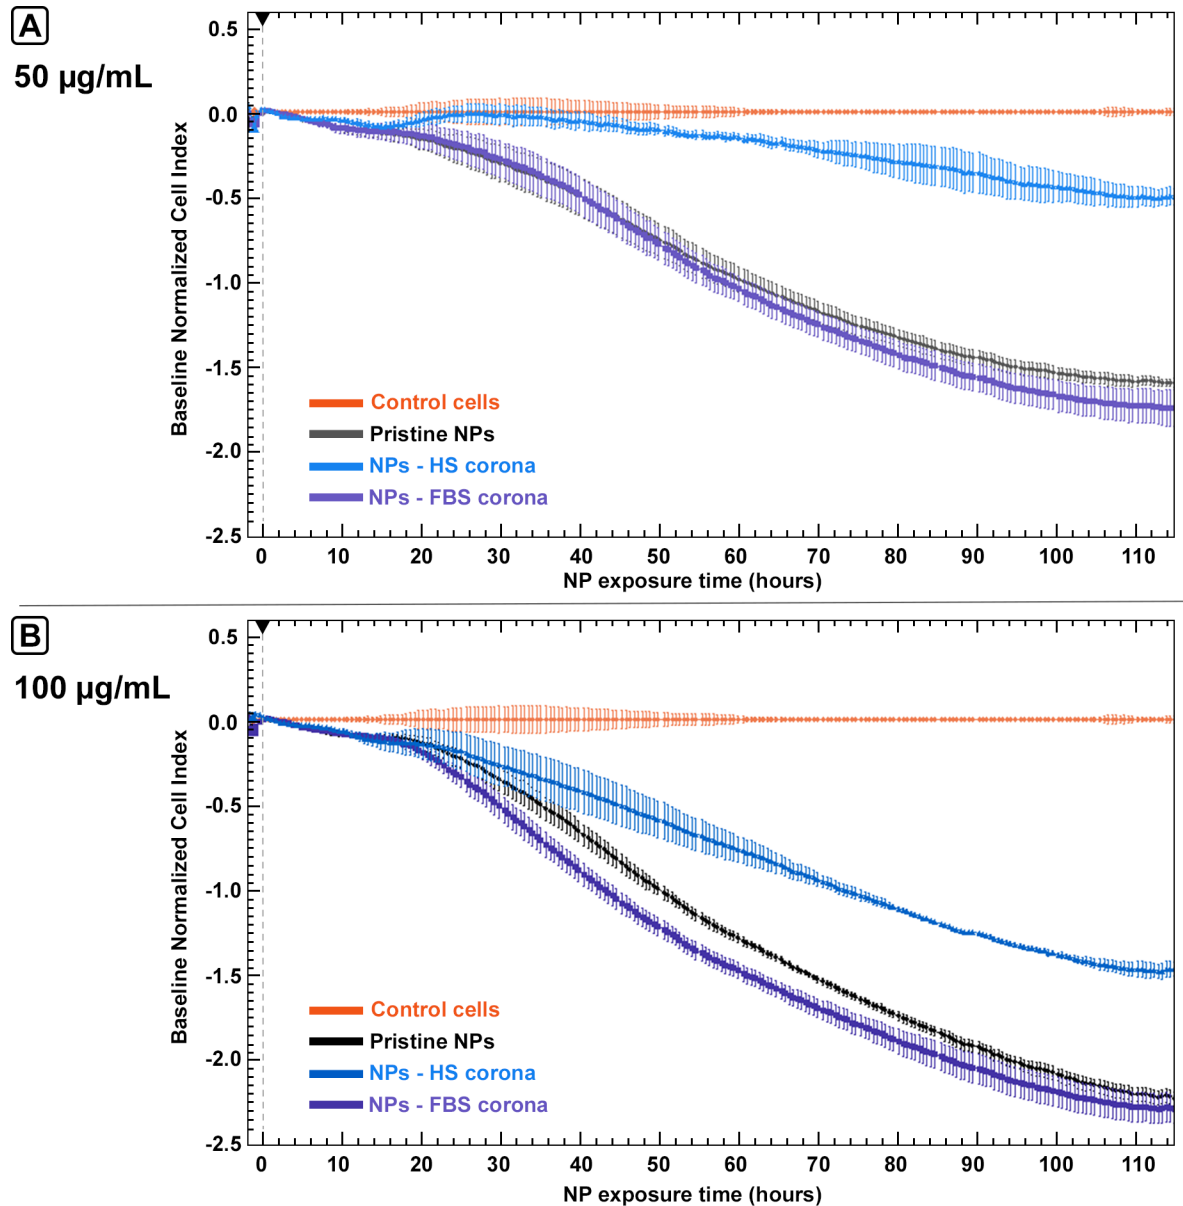 A
50 µg/mL
0.5
0.0
-0.5
-1.0
-1.5
-2.0
-2.5
Baseline Normalized Cell Index
Control cells
Pristine NPs
NPs - HS corona
NPs - FBS corona
0 10 20 30 40 50 60 70 80 90 100 110
NP exposure time (hours)
B
100 µg/mL
0.5
0.0
-0.5
-1.0
-1.5
-2.0
-2.5
Baseline Normalized Cell Index
Control cells
Pristine NPs
NPs - HS corona
NPs - FBS corona
0 10 20 30 40 50 60 70 80 90 100 110
NP exposure time (hours)